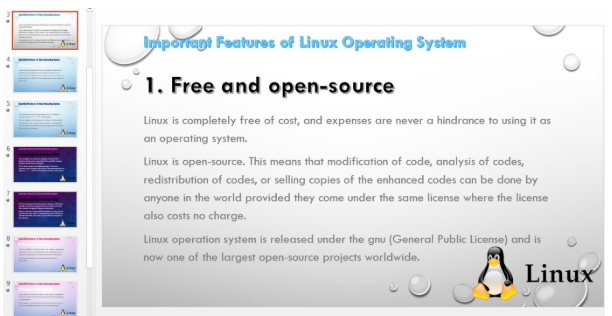 3
4
5
6
7
8
9
Important Features of Linux Operating System
1. Free and open-source
Linux is completely free of cost, and expenses are never a hindrance to using it as
an operating system.
Linux is open-source. This means that modification of code, analysis of codes,
redistribution of codes, or selling copies of the enhanced codes can be done by
anyone in the world provided they come under the same license where the license
also costs no charge.
Linux operation system is released under the gnu (General Public License) and is
now one of the largest open-source projects worldwide.
Linux